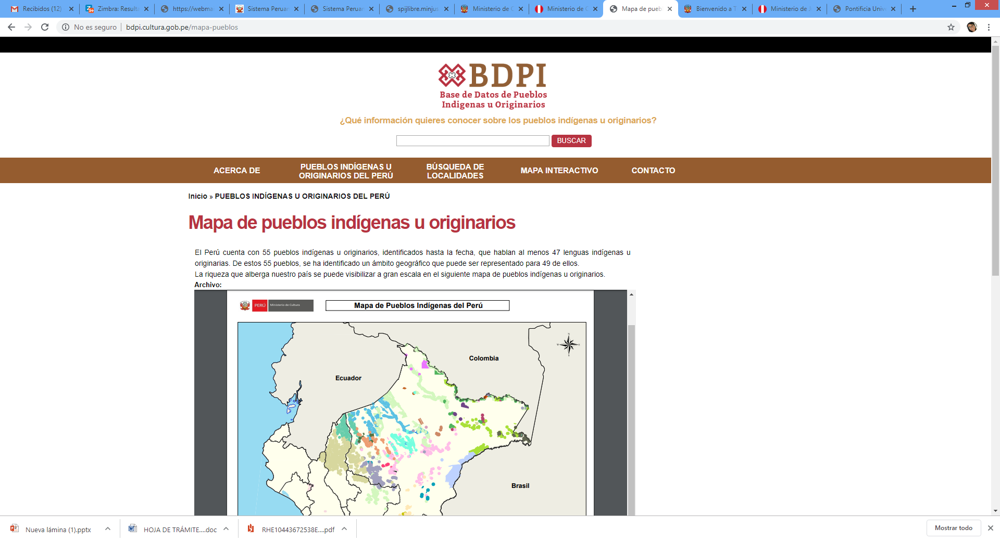 Recibidos (12)
Zimbra: Result
https://webma
Sistema Peruan
Sistema Peruan
spijlibre.minjus
Ministerio de C
Ministerio de C
Mapa de pueb
Bienvenido a T
Ministerio de J
Pontificia Unive
No es seguro
bdpi.cultura.gob.pe/mapa-pueblos
BDPI
Base de Datos de Pueblos
Indigenas u Originarios
¿Qué información quieres conocer sobre los pueblos indígenas u originarios?
BUSCAR
ACERCA DE
PUEBLOS INDÍGENAS U
ORIGINARIOS DEL PERÚ
BÚSQUEDA DE
LOCALIDADES
MAPA INTERACTIVO
CONTACTO
Inicio » PUEBLOS INDÍGENAS U ORIGINARIOS DEL PERÚ
Mapa de pueblos indígenas u originarios
El Perú cuenta con 55 pueblos indígenas u originarios, identificados hasta la fecha, que hablan al menos 47 lenguas indígenas u
originarias. De estos 55 pueblos, se ha identificado un ámbito geográfico que puede ser representado para 49 de ellos.
La riqueza que alberga nuestro país se puede visibilizar a gran escala en el siguiente mapa de pueblos indígenas u originarios.
Archivo:
PERÚ
Ministerio de Cultura
Mapa de Pueblos Indígenas del Perú
N
W
E
S
Colombia
Ecuador
Brasil
Nueva lámina (1).pptx
HOJA DE TRÁMITE....doc
RHE10443672538E....pdf
Mostrar todo